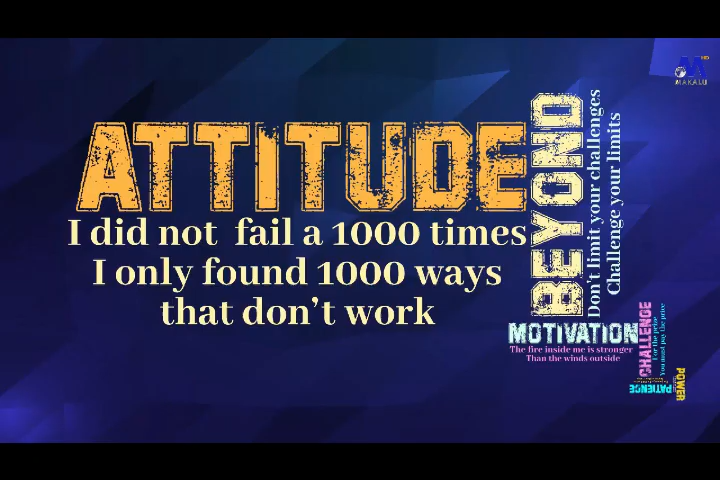 ATTITUDE
I did not fail a 1000 times
I only found 1000 ways
that don't work
BEYOND
Don't limit your challenges
Challenge your limits
MOTIVATION
The fire inside me is stronger
Than the winds outside
CHALLENGE
You must pay the price
PATIENCE
POWER
MAKALU
HD